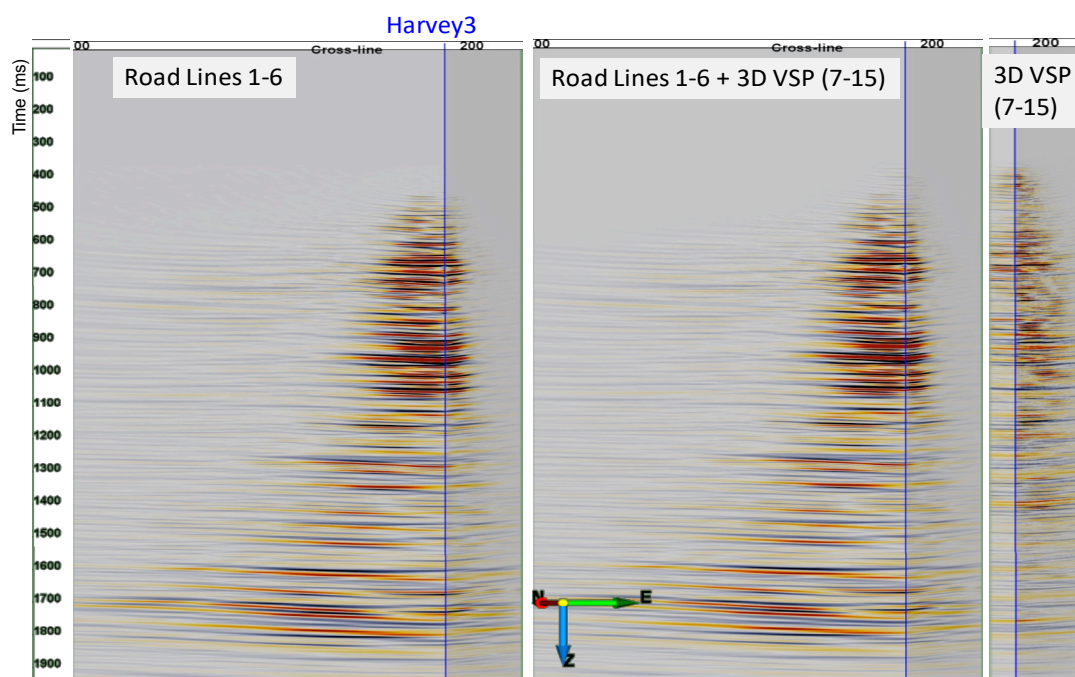 Harvey3
00
Cross-line
200
00
Cross-line
200
200
Road Lines 1-6
Road Lines 1-6 + 3D VSP (7-15)
3D VSP
(7-15)
Time (ms)
100
200
300
400
500
600
700
800
900
1000
1100
1200
1300
1400
1500
1600
1700
1800
1900
N
E
Z